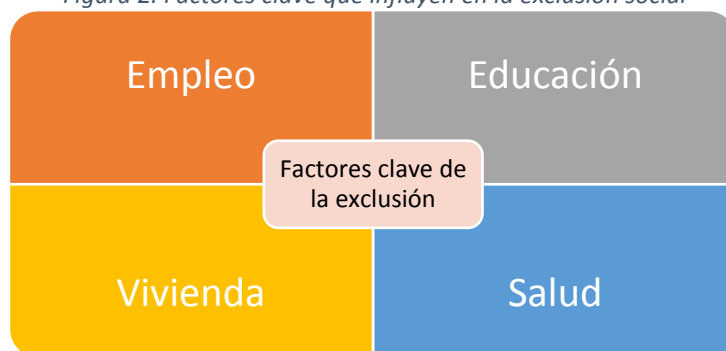 Figura 2. Factores clave que influyen en la exclusión social
Empleo
Educación
Factores clave de
la exclusión
Vivienda
Salud